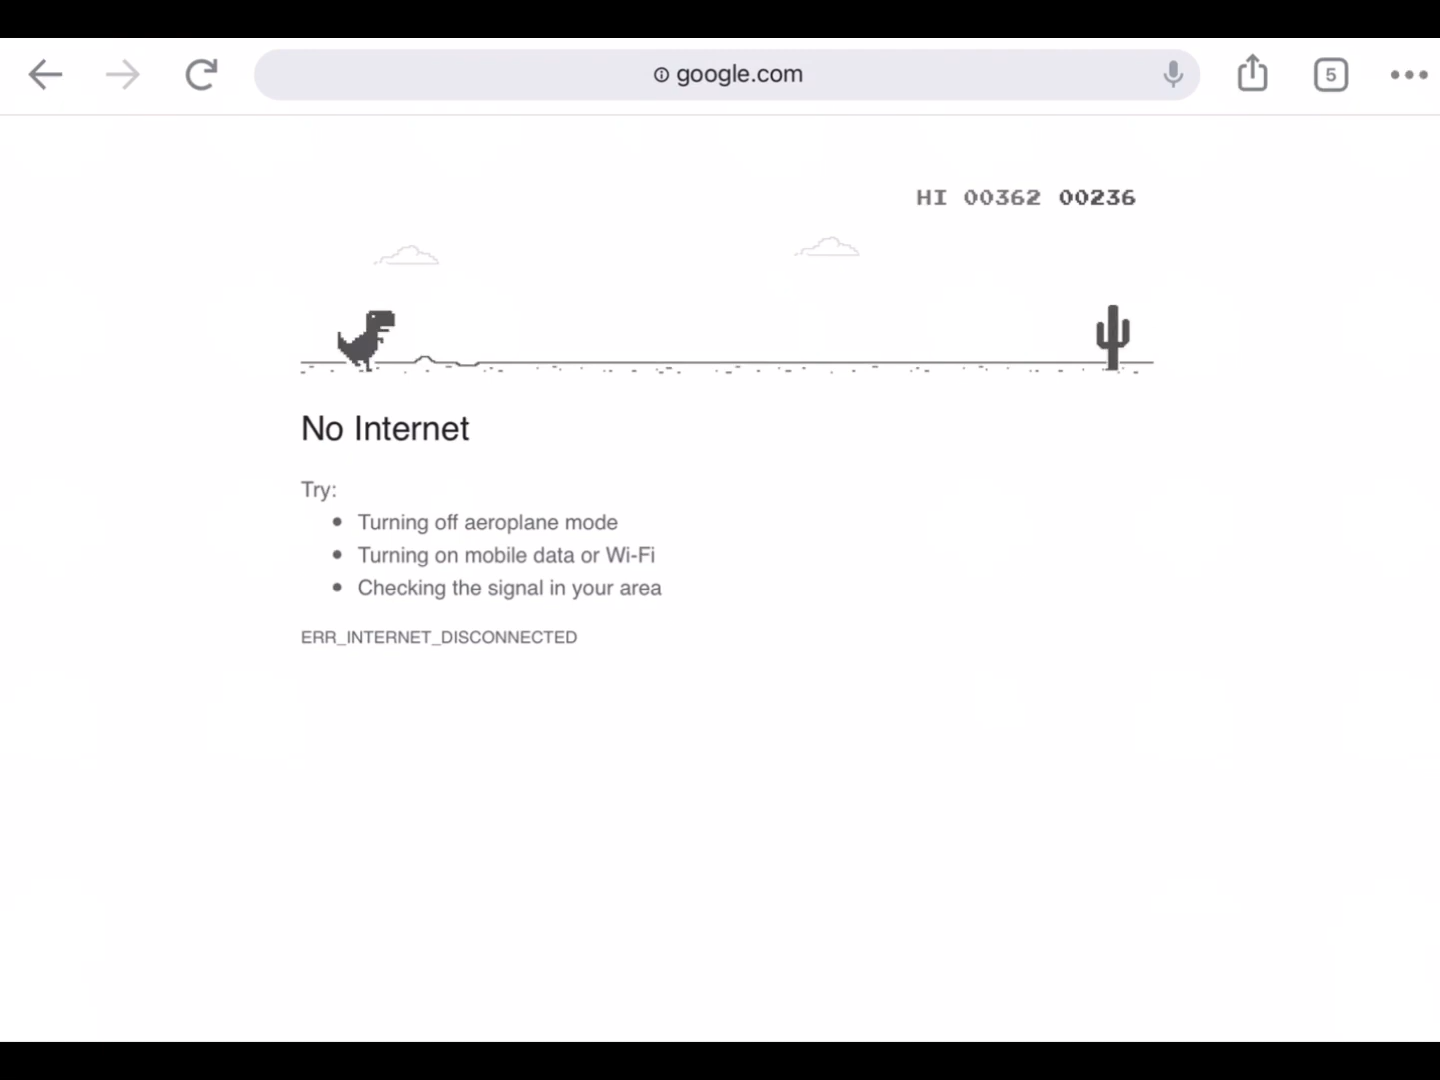 google.com
5
HI 00362 00236
No Internet
Try:
Turning off aeroplane mode
Turning on mobile data or Wi-Fi
Checking the signal in your area
ERR_INTERNET_DISCONNECTED